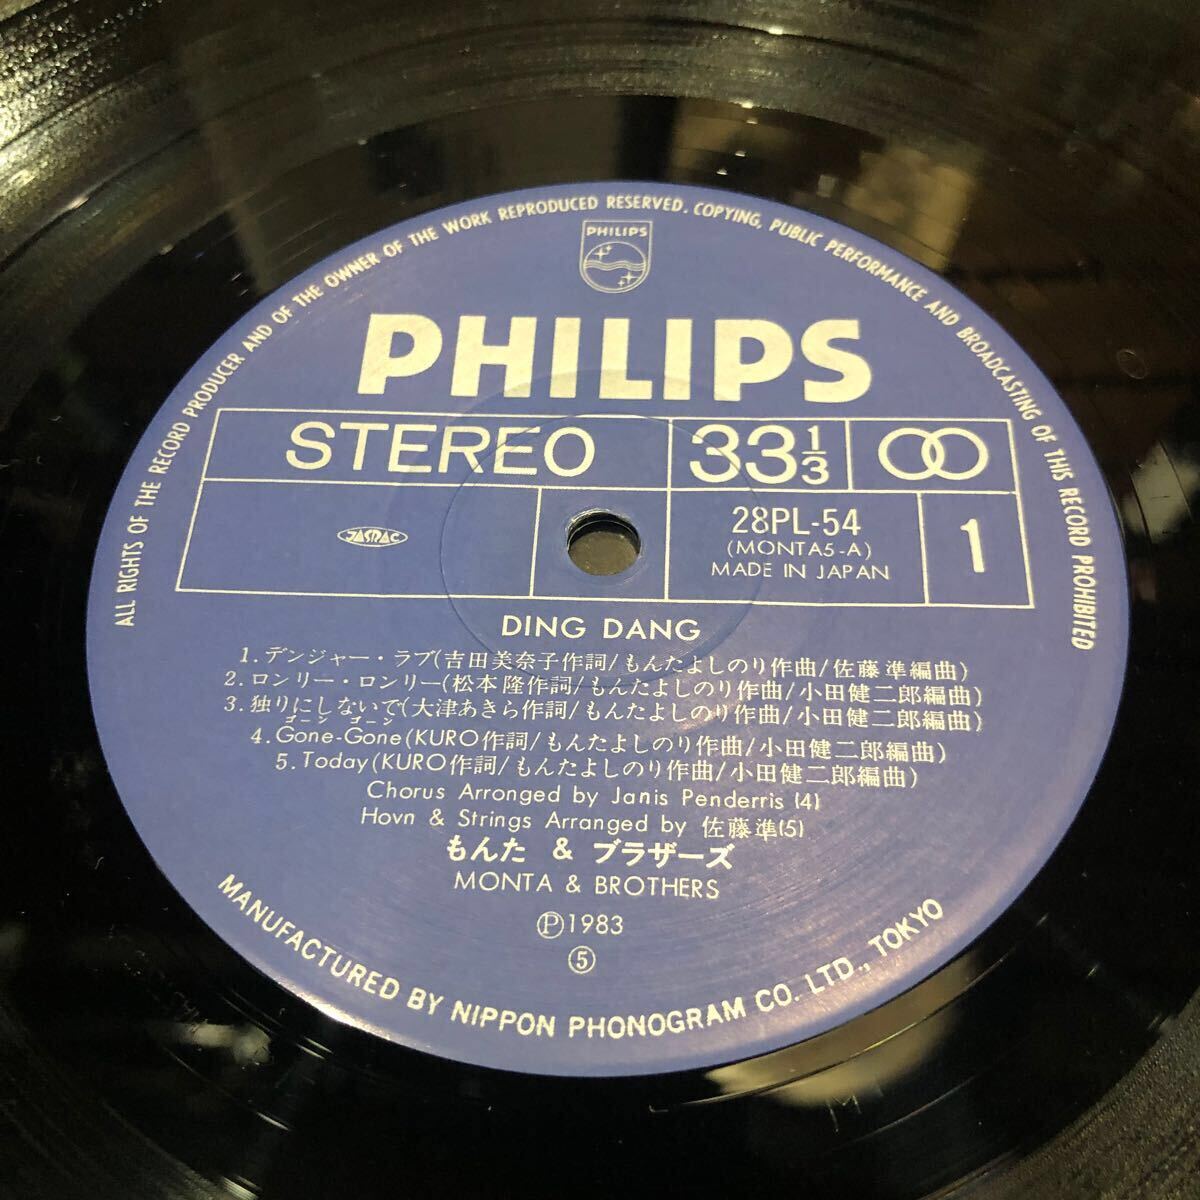 ALL RIGHTS OF THE RECORD PRODUCER AND OF THE OWNER OF THE WORK REPRODUCED RESERVED. COPYING, PUBLIC PERFORMANCE AND BROADCASTING OF THIS RECORD PROHIBITED
PHILIPS
PHILIPS
STEREO
33 1/3
JASRAC
28PL-54
(MONTA5-A)
MADE IN JAPAN
1
DING DANG
1. デンジャー・ラブ(吉田美奈子作詞/もんたよしのり作曲/佐藤準編曲)
2. ロンリー・ロンリー(松本隆作詞/もんたよしのり作曲/小田健二郎編曲)
3. 独りにしないで(大津あきら作詞/もんたよしのり作曲/小田健二郎編曲)
ゴーン ゴーン
4. Gone-Gone(KURO作詞/もんたよしのり作曲/小田健二郎編曲)
5. Today(KURO作詞/もんたよしのり作曲/小田健二郎編曲)
Chorus Arronged by Janis Penderris (4)
Hovn & Strings Arranged by 佐藤準(5)
もんた & ブラザーズ
MONTA & BROTHERS
Ⓟ1983
⑤
MANUFACTURED BY NIPPON PHONOGRAM CO. LTD., TOKYO